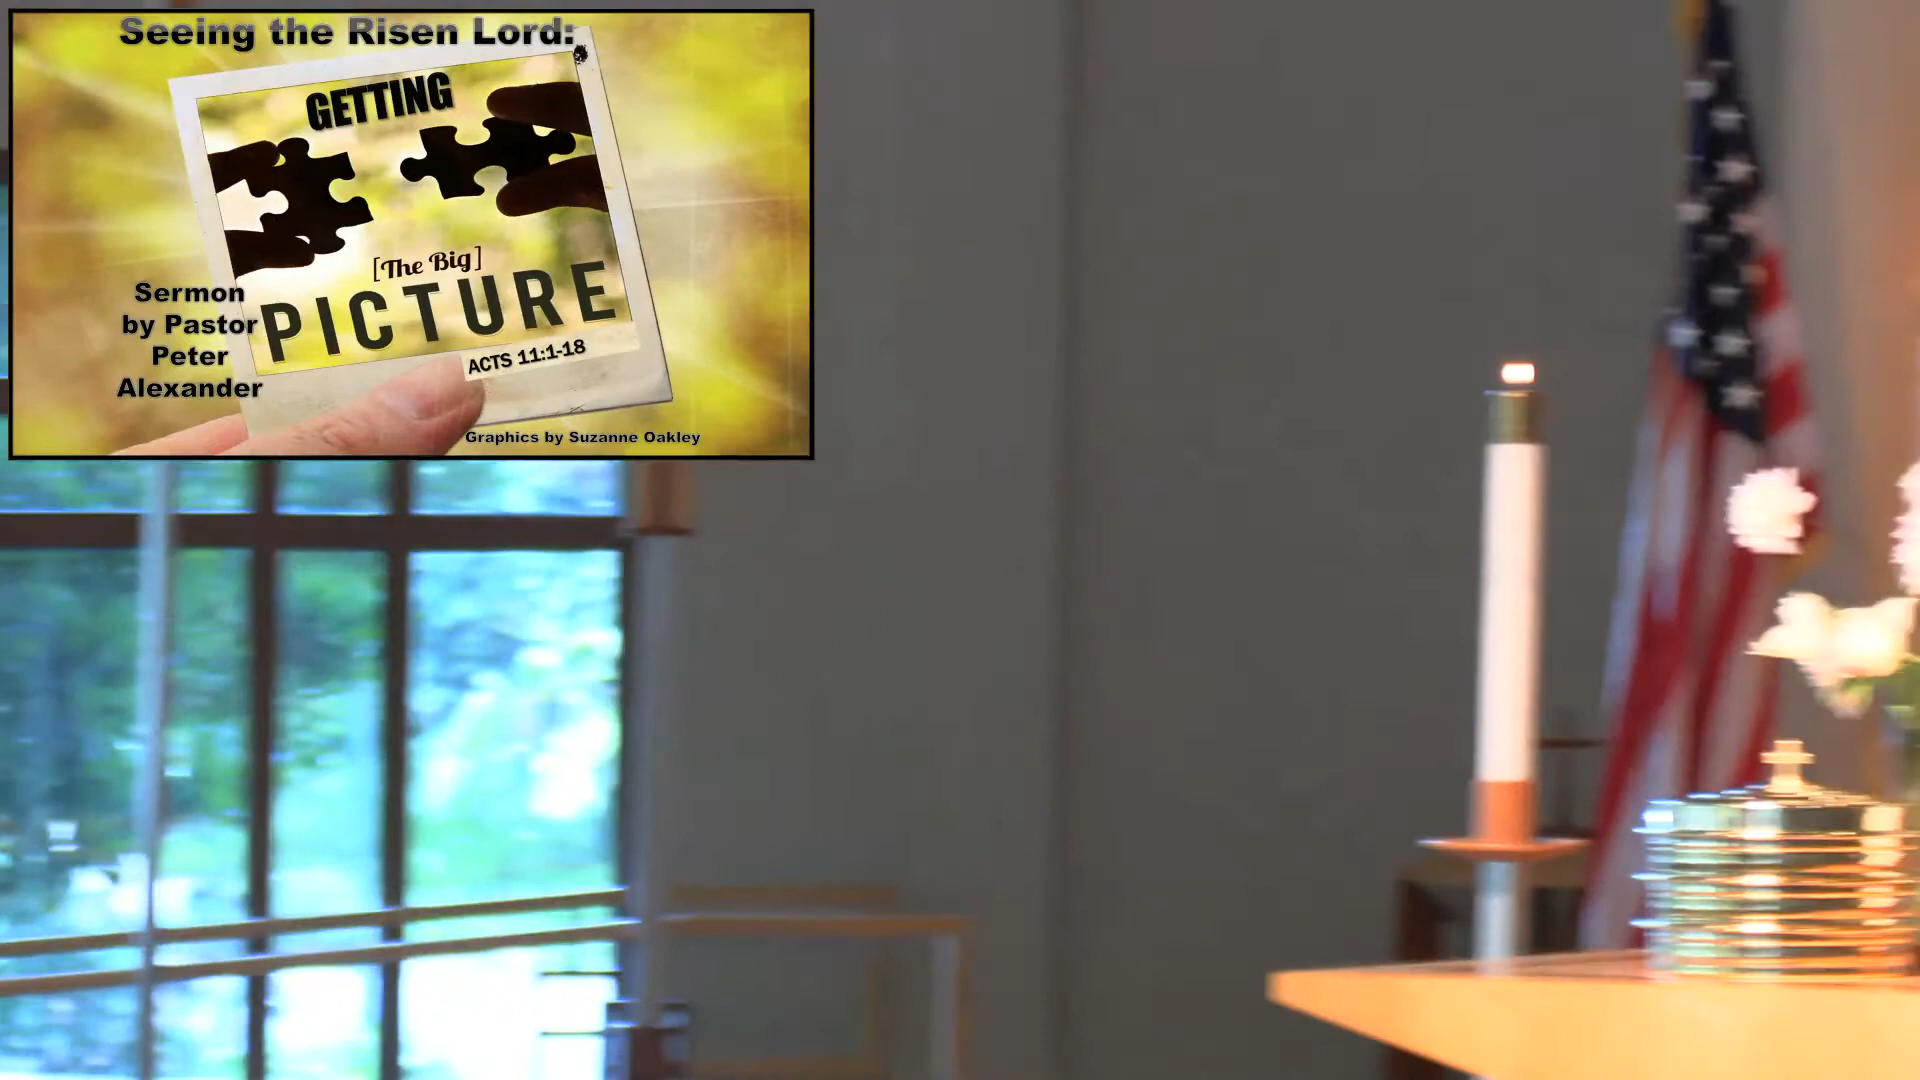 Seeing the Risen Lord:
GETTING
[The Big]
PICTURE
ACTS 11:1-18
Sermon
by Pastor
Peter
Alexander
Graphics by Suzanne Oakley